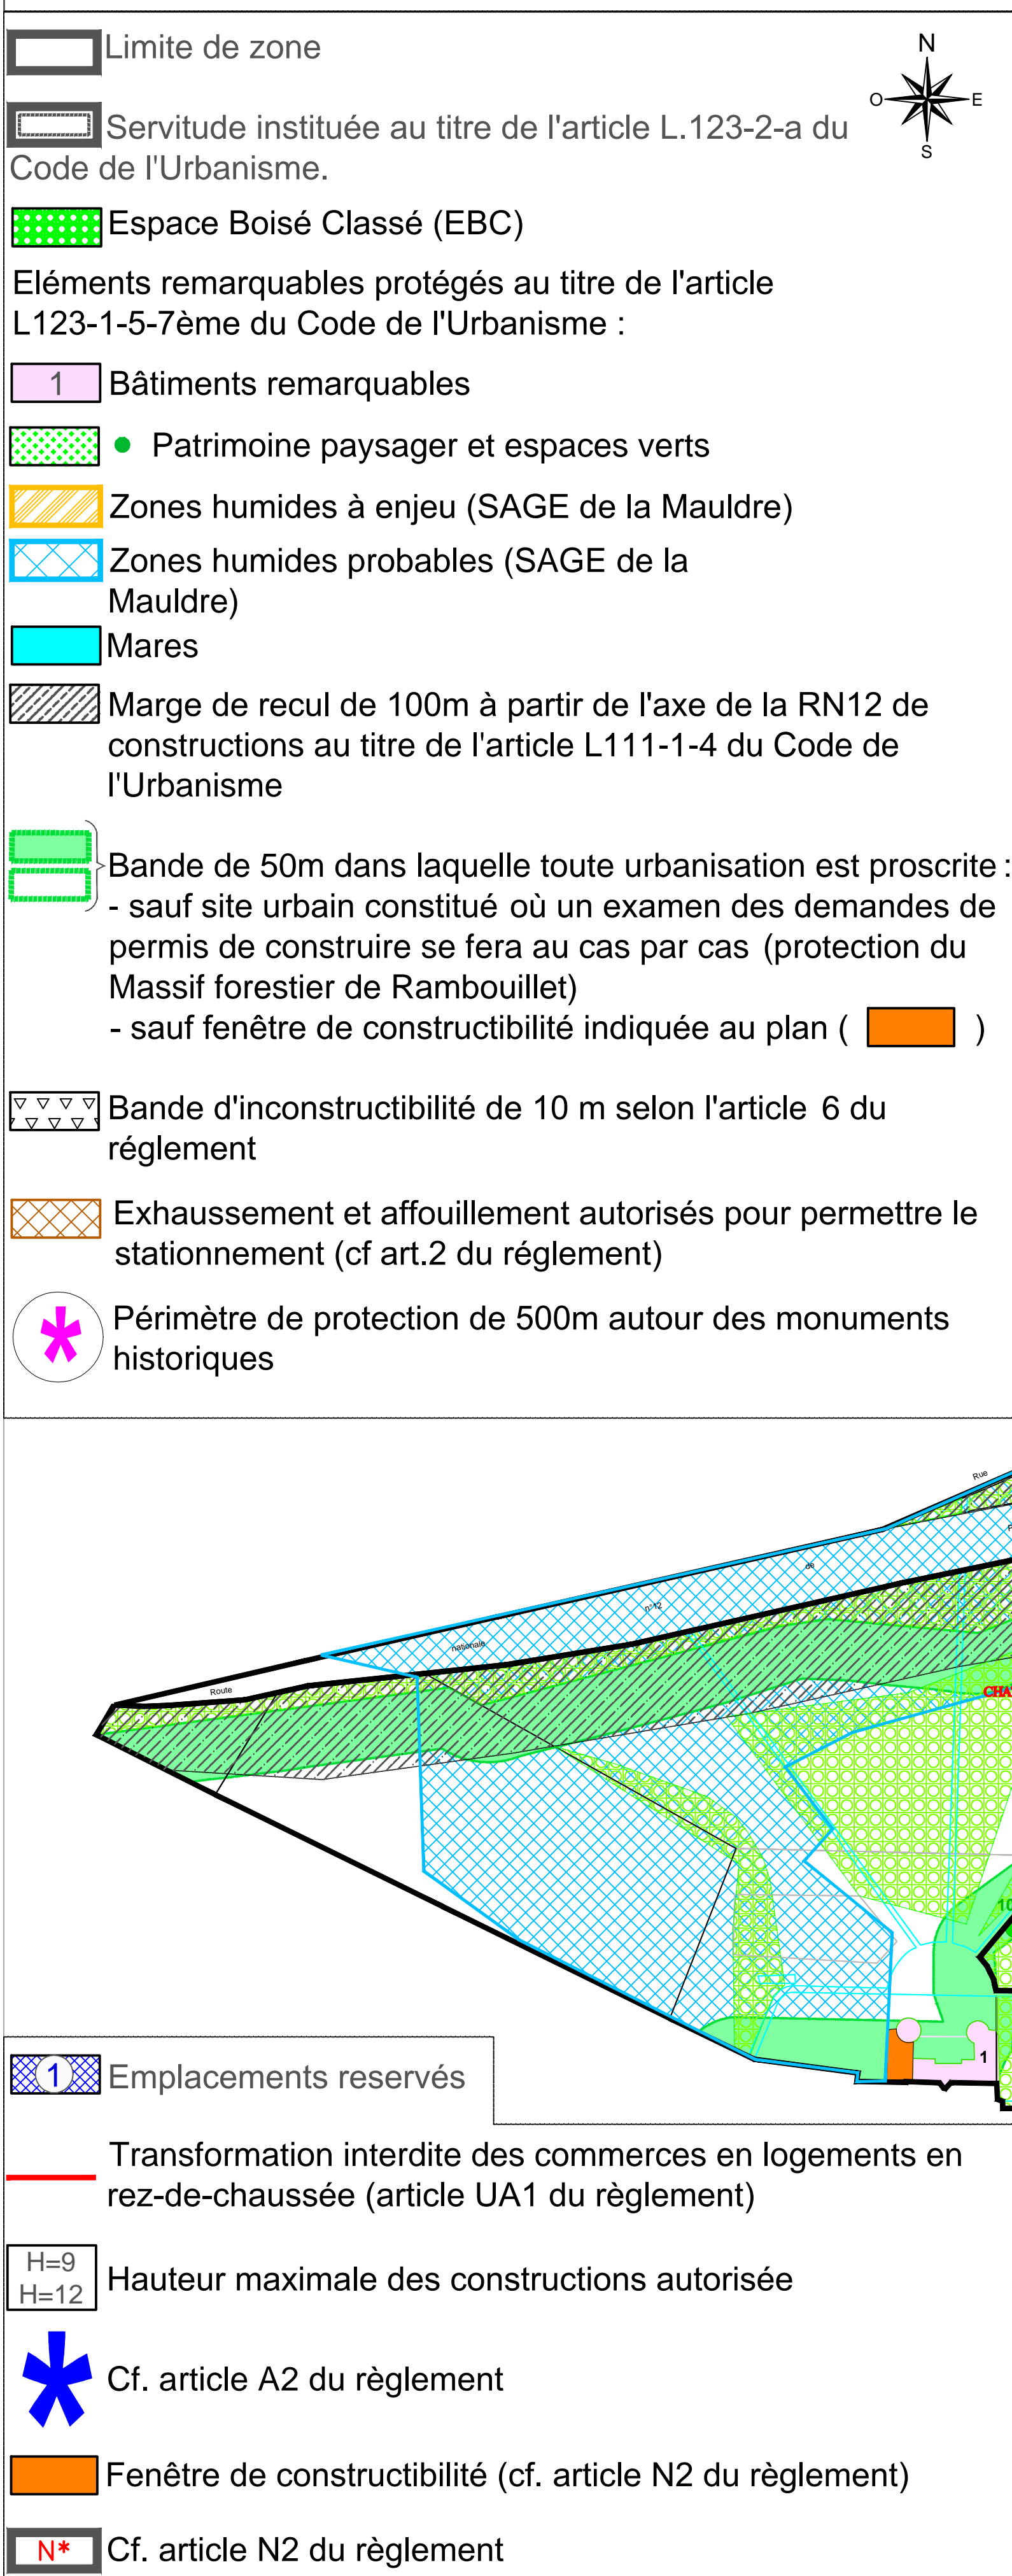 Limite de zone
N
O
E
S
Servitude instituée au titre de l'article L.123-2-a du
Code de l'Urbanisme.
Espace Boisé Classé (EBC)
Eléments remarquables protégés au titre de l'article
L123-1-5-7ème du Code de l'Urbanisme :
1 Bâtiments remarquables
Patrimoine paysager et espaces verts
Zones humides à enjeu (SAGE de la Mauldre)
Zones humides probables (SAGE de la
Mauldre)
Mares
Marge de recul de 100m à partir de l'axe de la RN12 de
constructions au titre de l'article L111-1-4 du Code de
l'Urbanisme
Bande de 50m dans laquelle toute urbanisation est proscrite :
- sauf site urbain constitué où un examen des demandes de
permis de construire se fera au cas par cas (protection du
Massif forestier de Rambouillet)
- sauf fenêtre de constructibilité indiquée au plan ( )
Bande d'inconstructibilité de 10 m selon l'article 6 du
réglement
Exhaussement et affouillement autorisés pour permettre le
stationnement (cf art.2 du réglement)
Périmètre de protection de 500m autour des monuments
historiques
Rue
de
n°12
nationale
Route
CHA
10
1
1 Emplacements reservés
Transformation interdite des commerces en logements en
rez-de-chaussée (article UA1 du règlement)
H=9
H=12
Hauteur maximale des constructions autorisée
Cf. article A2 du règlement
Fenêtre de constructibilité (cf. article N2 du règlement)
N* Cf. article N2 du règlement